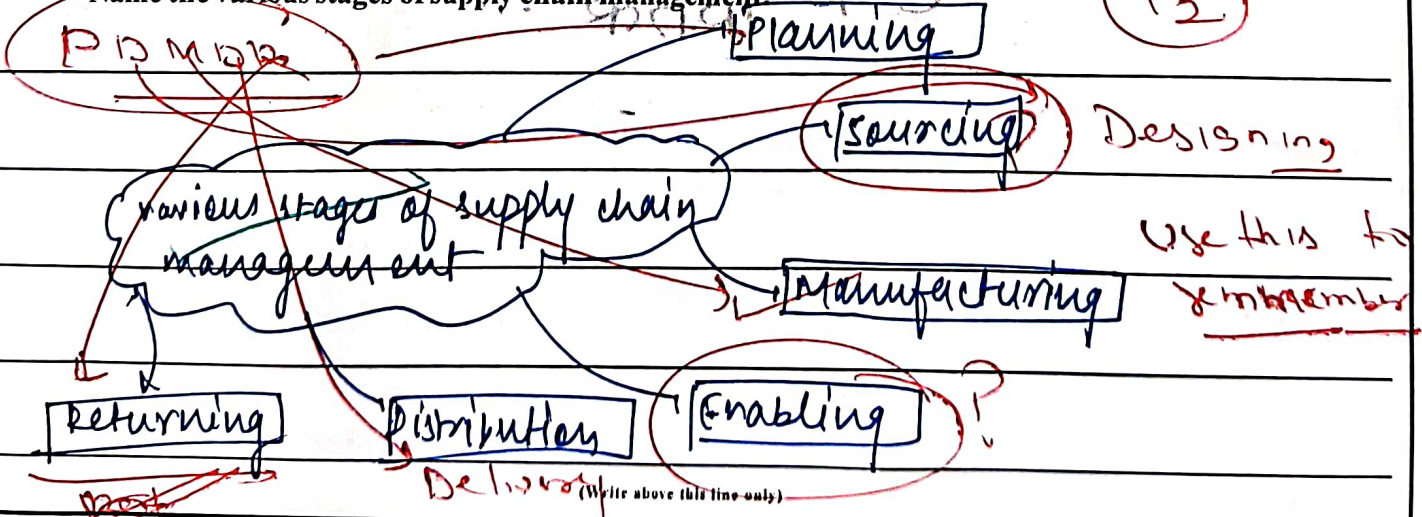 Name the various stages of supply chain management.
2
P D M D R
Planning
Sourcing
Designing
various stages of supply chain
management
Use this to
Manufacturing
remember
Returning
Distribution
Enabling
?
Delivery
(Write above this line only)